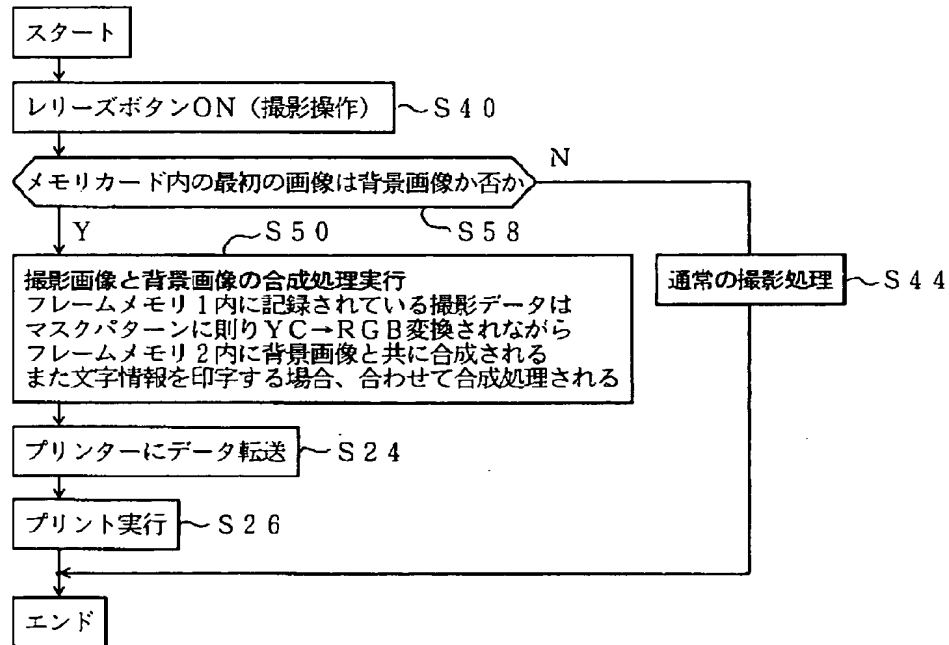 スタート
レリーズボタンON（撮影操作）
S40
メモリカード内の最初の画像は背景画像か否か
N
S58
Y
S50
撮影画像と背景画像の合成処理実行
フレームメモリ1内に記録されている撮影データは
マスクパターンに則りYC→RGB変換されながら
フレームメモリ2内に背景画像と共に合成される
また文字情報を印字する場合、合わせて合成処理される
通常の撮影処理
S44
プリンターにデータ転送
S24
プリント実行
S26
エンド